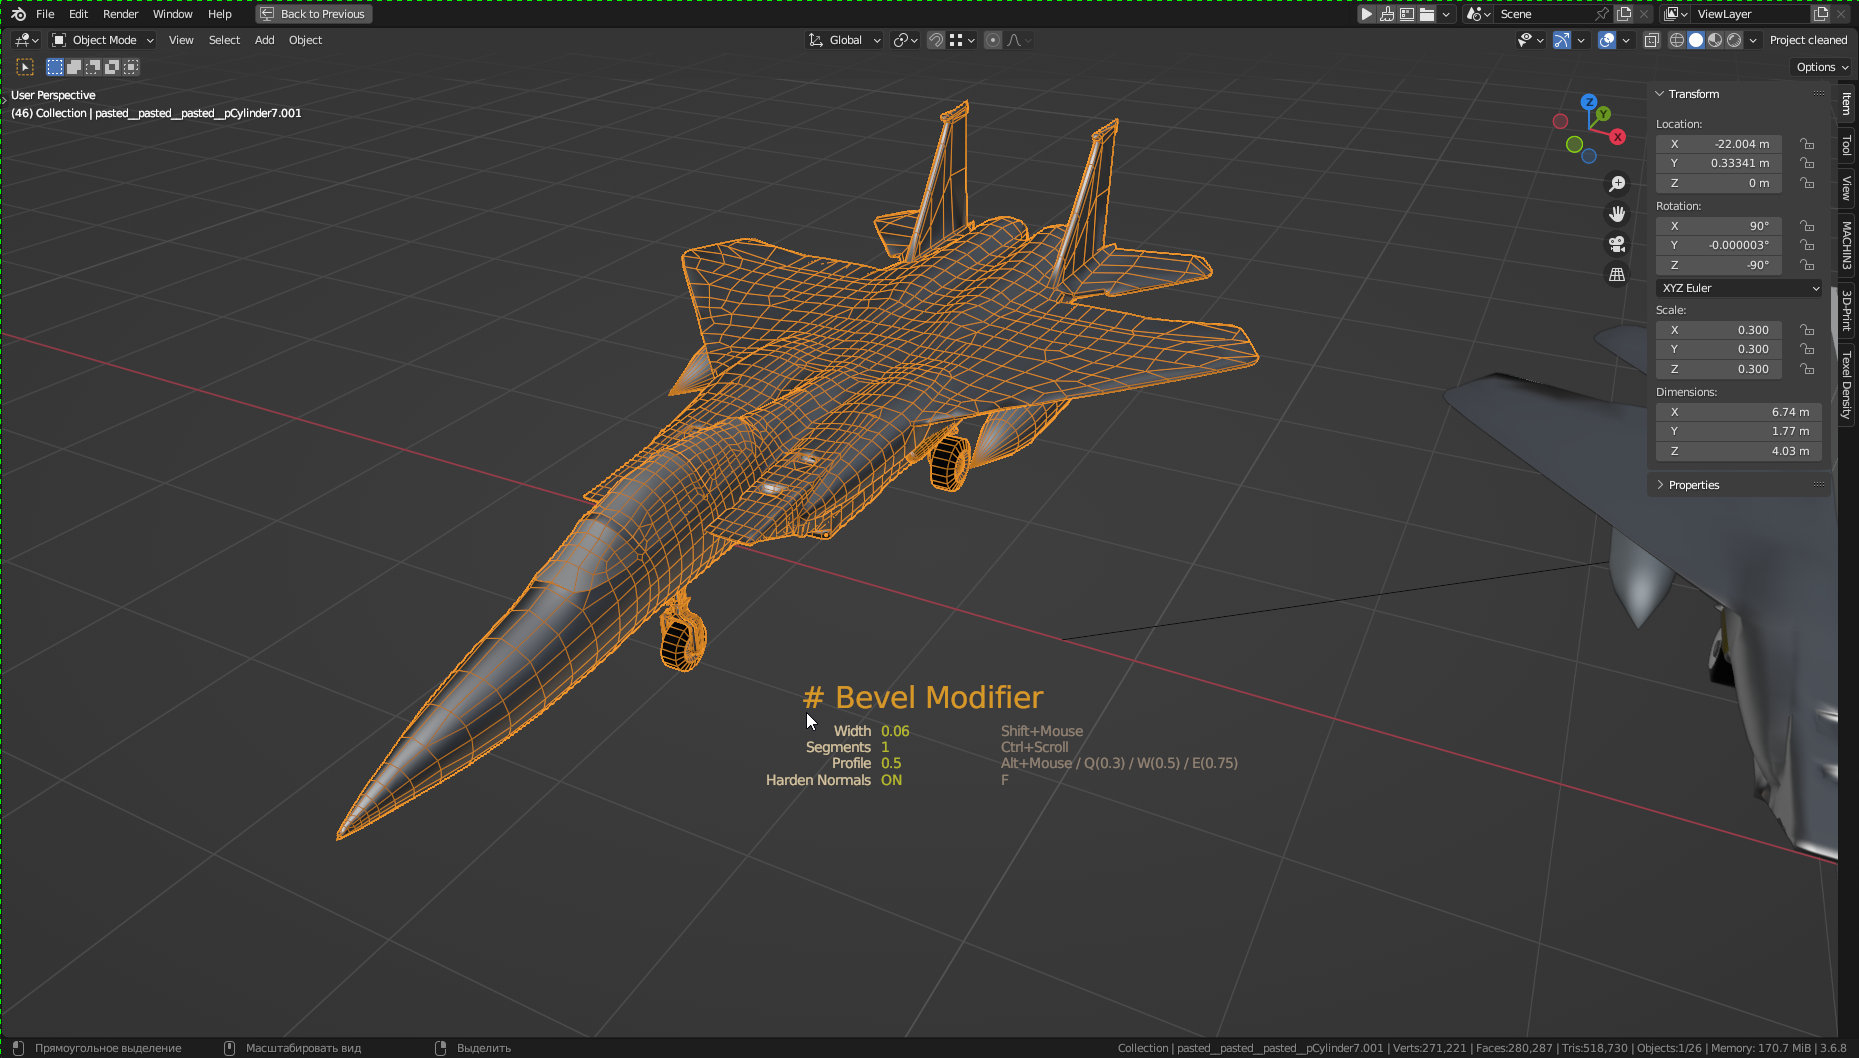 File Edit Render Window Help Back to Previous Scene ViewLayer
Object Mode View Select Add Object Global Project cleaned
Options
User Perspective
(46) Collection | pasted__pasted__pasted__pCylinder7.001
Z
Y
X
Transform
Location:
X -22.004 m
Y 0.33341 m
Z 0 m
Rotation:
X 90°
Y -0.000003°
Z -90°
XYZ Euler
Scale:
X 0.300
Y 0.300
Z 0.300
Dimensions:
X 6.74 m
Y 1.77 m
Z 4.03 m
Properties
Item
Tool
View
MACHIN3
3D-Print
Texel Density
# Bevel Modifier
Width 0.06 Shift+Mouse
Segments 1 Ctrl+Scroll
Profile 0.5 Alt+Mouse / Q(0.3) / W(0.5) / E(0.75)
Harden Normals ON F
Прямоугольное выделение Масштабировать вид Выделить Collection | pasted__pasted__pasted__pCylinder7.001 | Verts:271,221 | Faces:280,287 | Tris:518,730 | Objects:1/26 | Memory: 170.7 MiB | 3.6.8